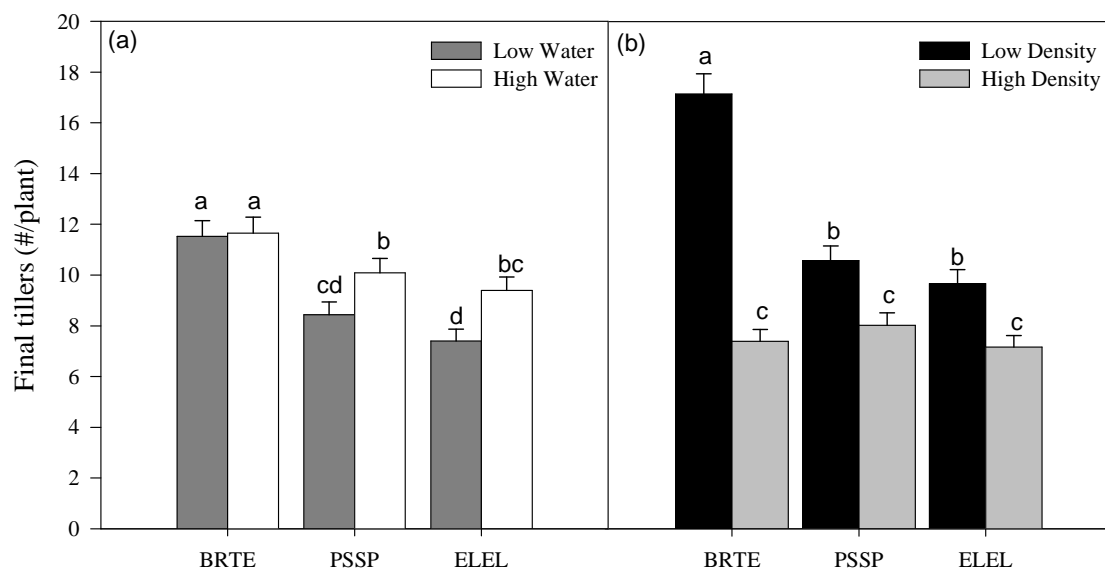 Final tillers (#/plant)
20
18
16
14
12
10
8
6
4
2
0
(a)
Low Water
High Water
a
a
cd
b
d
bc
BRTE
PSSP
ELEL
(b)
Low Density
High Density
a
c
b
c
b
c
BRTE
PSSP
ELEL